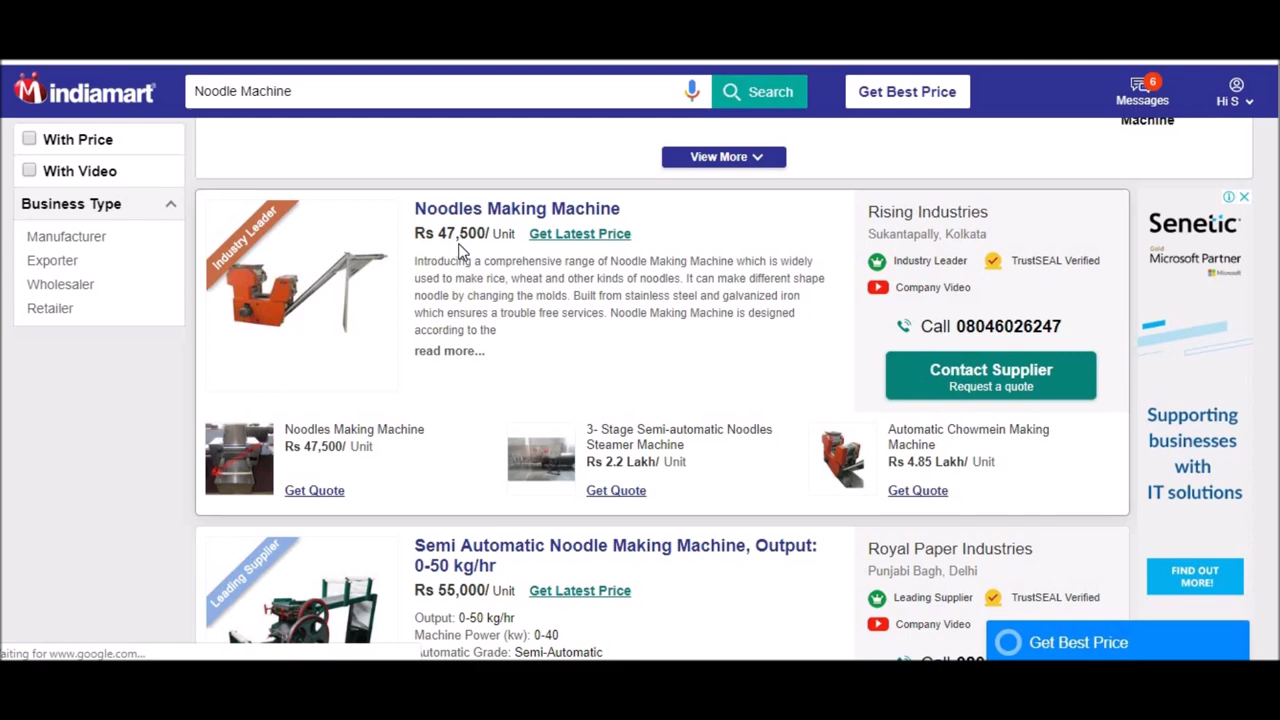 indiamart
Noodle Machine
Search
Get Best Price
6
Messages
Hi S
With Price
With Video
Business Type
Manufacturer
Exporter
Wholesaler
Retailer
Machine
View More
Industry Leader
Noodles Making Machine
Rs 47,500/ Unit Get Latest Price
Introducing a comprehensive range of Noodle Making Machine which is widely
used to make rice, wheat and other kinds of noodles. It can make different shape
noodle by changing the molds. Built from stainless steel and galvanized iron
which ensures a trouble free services. Noodle Making Machine is designed
according to the
read more...
Rising Industries
Sukantapally, Kolkata
Industry Leader TrustSEAL Verified
Company Video
Call 08046026247
Contact Supplier
Request a quote
Noodles Making Machine
Rs 47,500/ Unit
Get Quote
3- Stage Semi-automatic Noodles
Steamer Machine
Rs 2.2 Lakh/ Unit
Get Quote
Automatic Chowmein Making
Machine
Rs 4.85 Lakh/ Unit
Get Quote
Leading Supplier
Semi Automatic Noodle Making Machine, Output:
0-50 kg/hr
Rs 55,000/ Unit Get Latest Price
Output: 0-50 kg/hr
Machine Power (kw): 0-40
Automatic Grade: Semi-Automatic
Royal Paper Industries
Punjabi Bagh, Delhi
Leading Supplier TrustSEAL Verified
Company Video
Call 080
Get Best Price
Senetic
Gold
Microsoft Partner
Microsoft
Supporting
businesses
with
IT solutions
FIND OUT
MORE!
aiting for www.google.com...